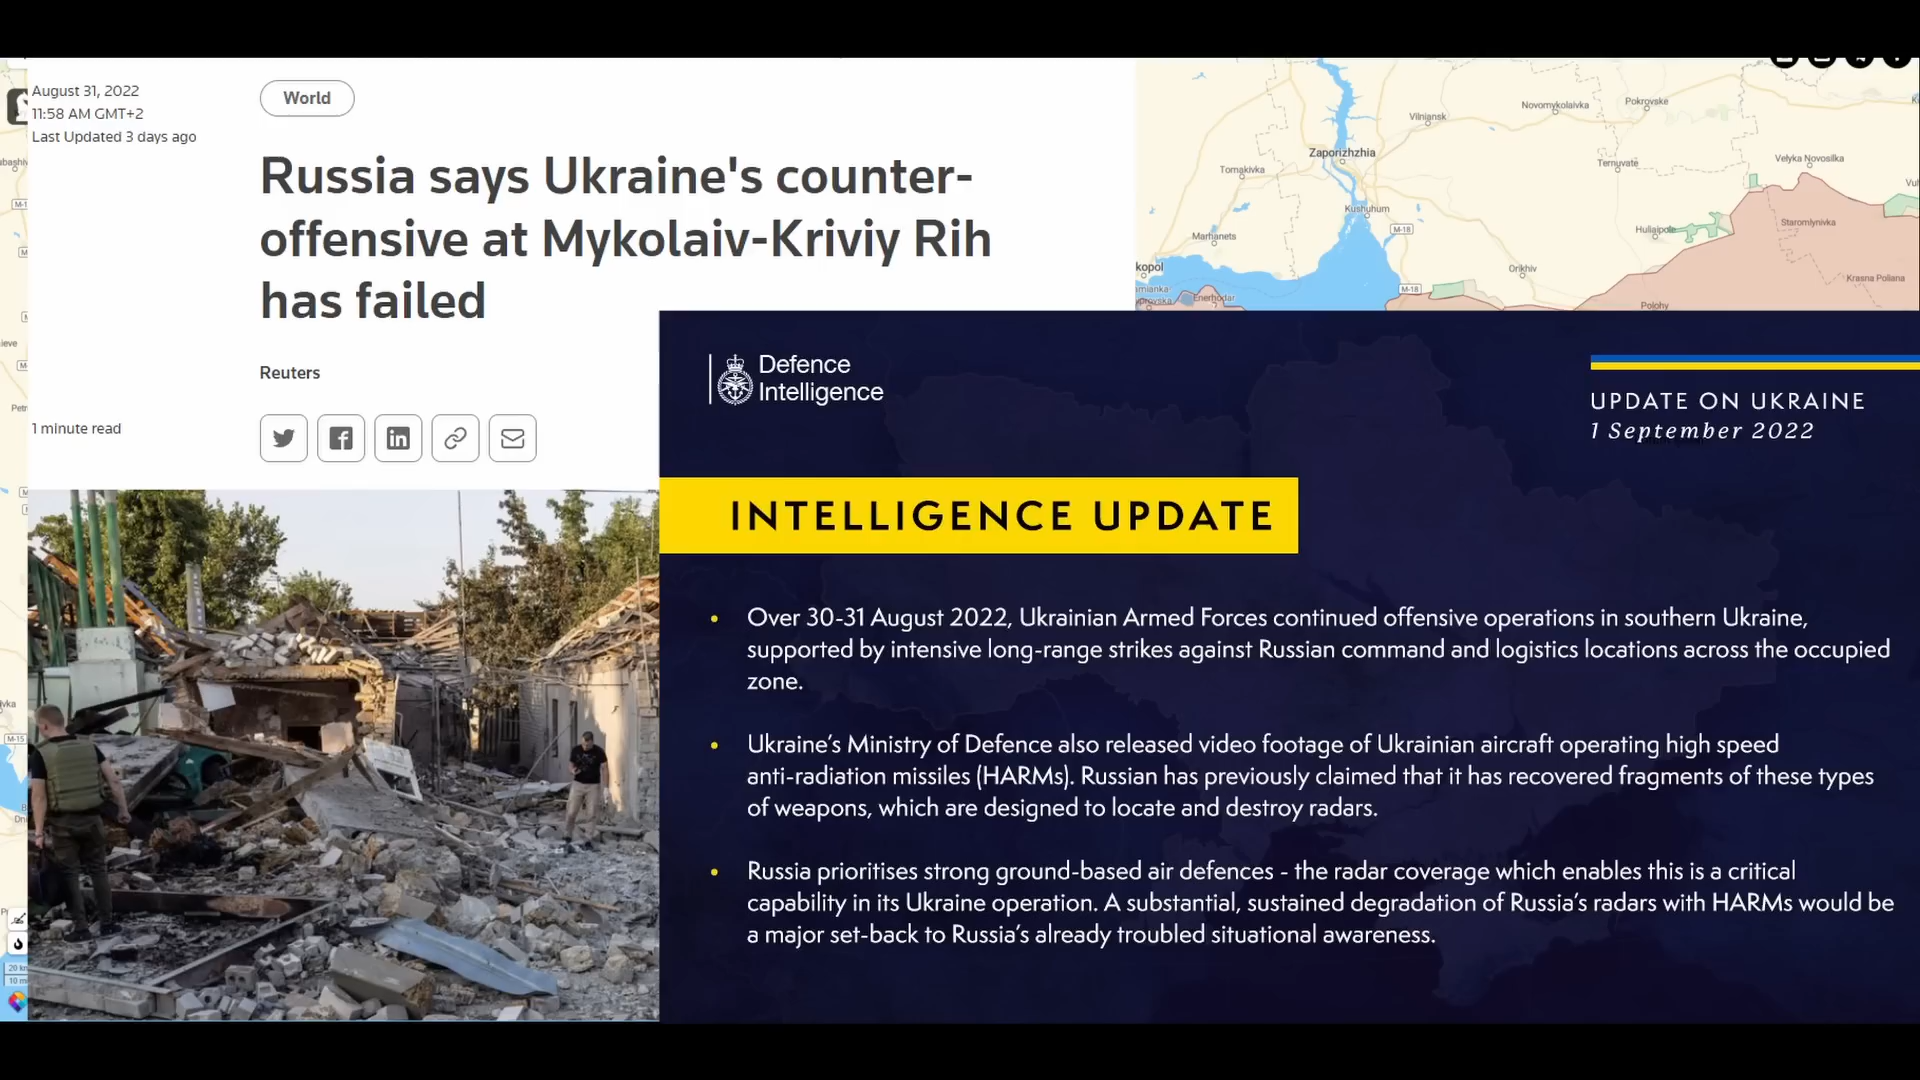 August 31, 2022
11:58 AM GMT+2
Last Updated 3 days ago
World
Russia says Ukraine's counter-
offensive at Mykolaiv-Kriviy Rih
has failed
Reuters
1 minute read
Novomykolaivka
Pokrovske
Vilniansk
Zaporizhzhia
Ternuvate
Velyka Novosilka
Tomakivka
Kushuhum
M-18
Staromlynivka
Marhanets
Huliaipole
kopol
Orikhiv
Krasna Poliana
M-18
Enerhodar
Polohy
Defence
Intelligence
UPDATE ON UKRAINE
1 September 2022
INTELLIGENCE UPDATE
• Over 30-31 August 2022, Ukrainian Armed Forces continued offensive operations in southern Ukraine,
supported by intensive long-range strikes against Russian command and logistics locations across the occupied
zone.
• Ukraine's Ministry of Defence also released video footage of Ukrainian aircraft operating high speed
anti-radiation missiles (HARMs). Russian has previously claimed that it has recovered fragments of these types
of weapons, which are designed to locate and destroy radars.
• Russia prioritises strong ground-based air defences - the radar coverage which enables this is a critical
capability in its Ukraine operation. A substantial, sustained degradation of Russia's radars with HARMs would be
a major set-back to Russia's already troubled situational awareness.
M-15